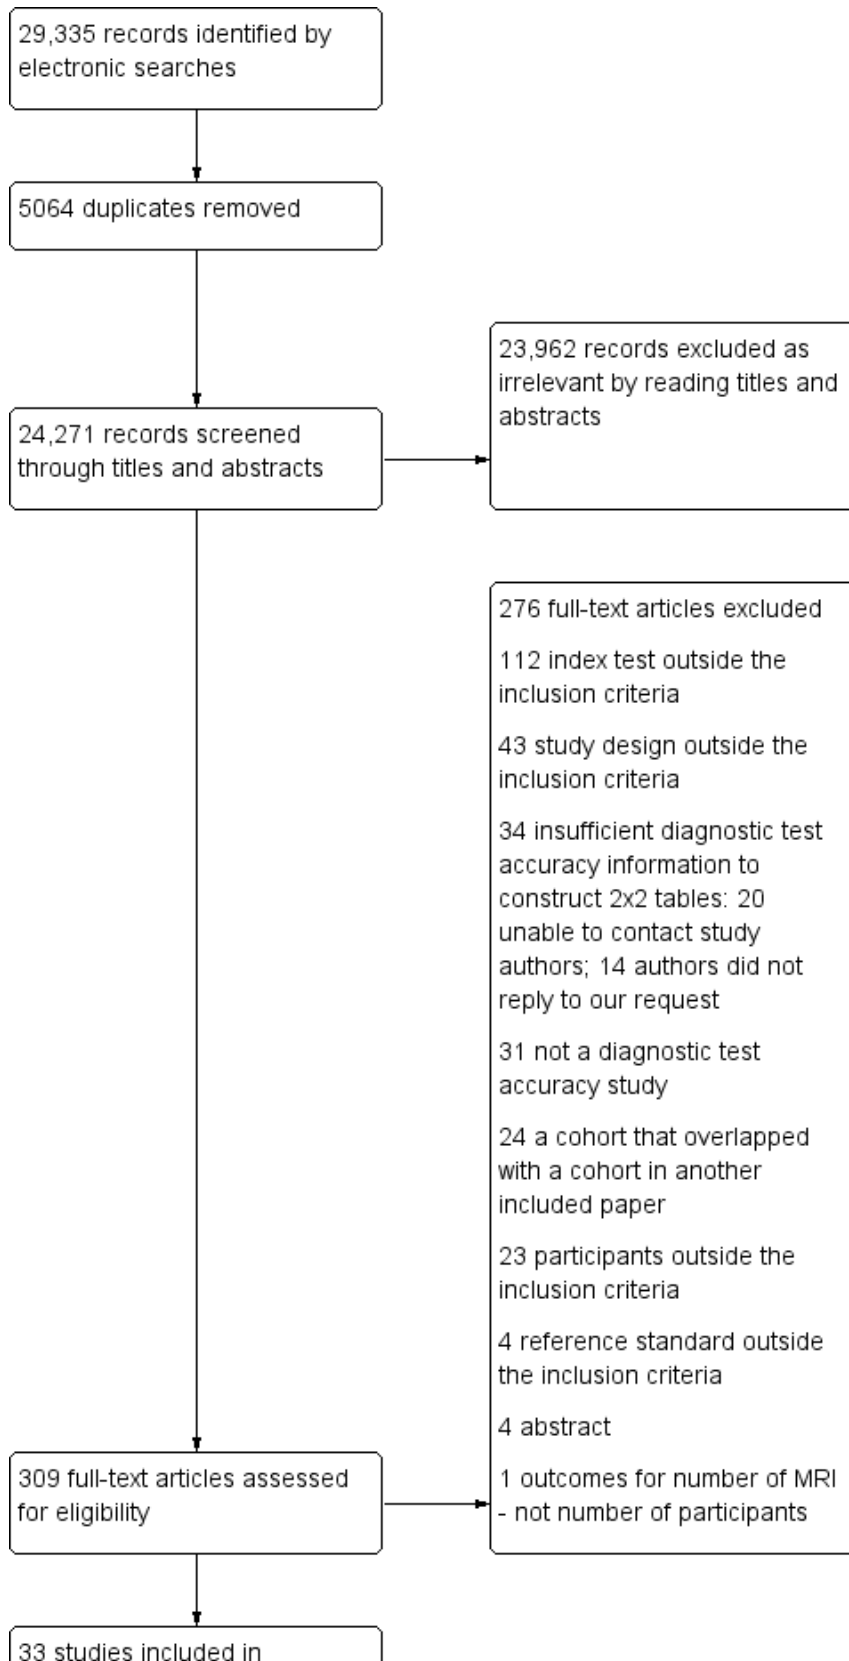 29,335 records identified by
electronic searches
5064 duplicates removed
23,962 records excluded as
irrelevant by reading titles and
abstracts
24,271 records screened
through titles and abstracts
276 full-text articles excluded
112 index test outside the
inclusion criteria
43 study design outside the
inclusion criteria
34 insufficient diagnostic test
accuracy information to
construct 2x2 tables: 20
unable to contact study
authors; 14 authors did not
reply to our request
31 not a diagnostic test
accuracy study
24 a cohort that overlapped
with a cohort in another
included paper
23 participants outside the
inclusion criteria
4 reference standard outside
the inclusion criteria
4 abstract
1 outcomes for number of MRI
- not number of participants
309 full-text articles assessed
for eligibility
33 studies included in